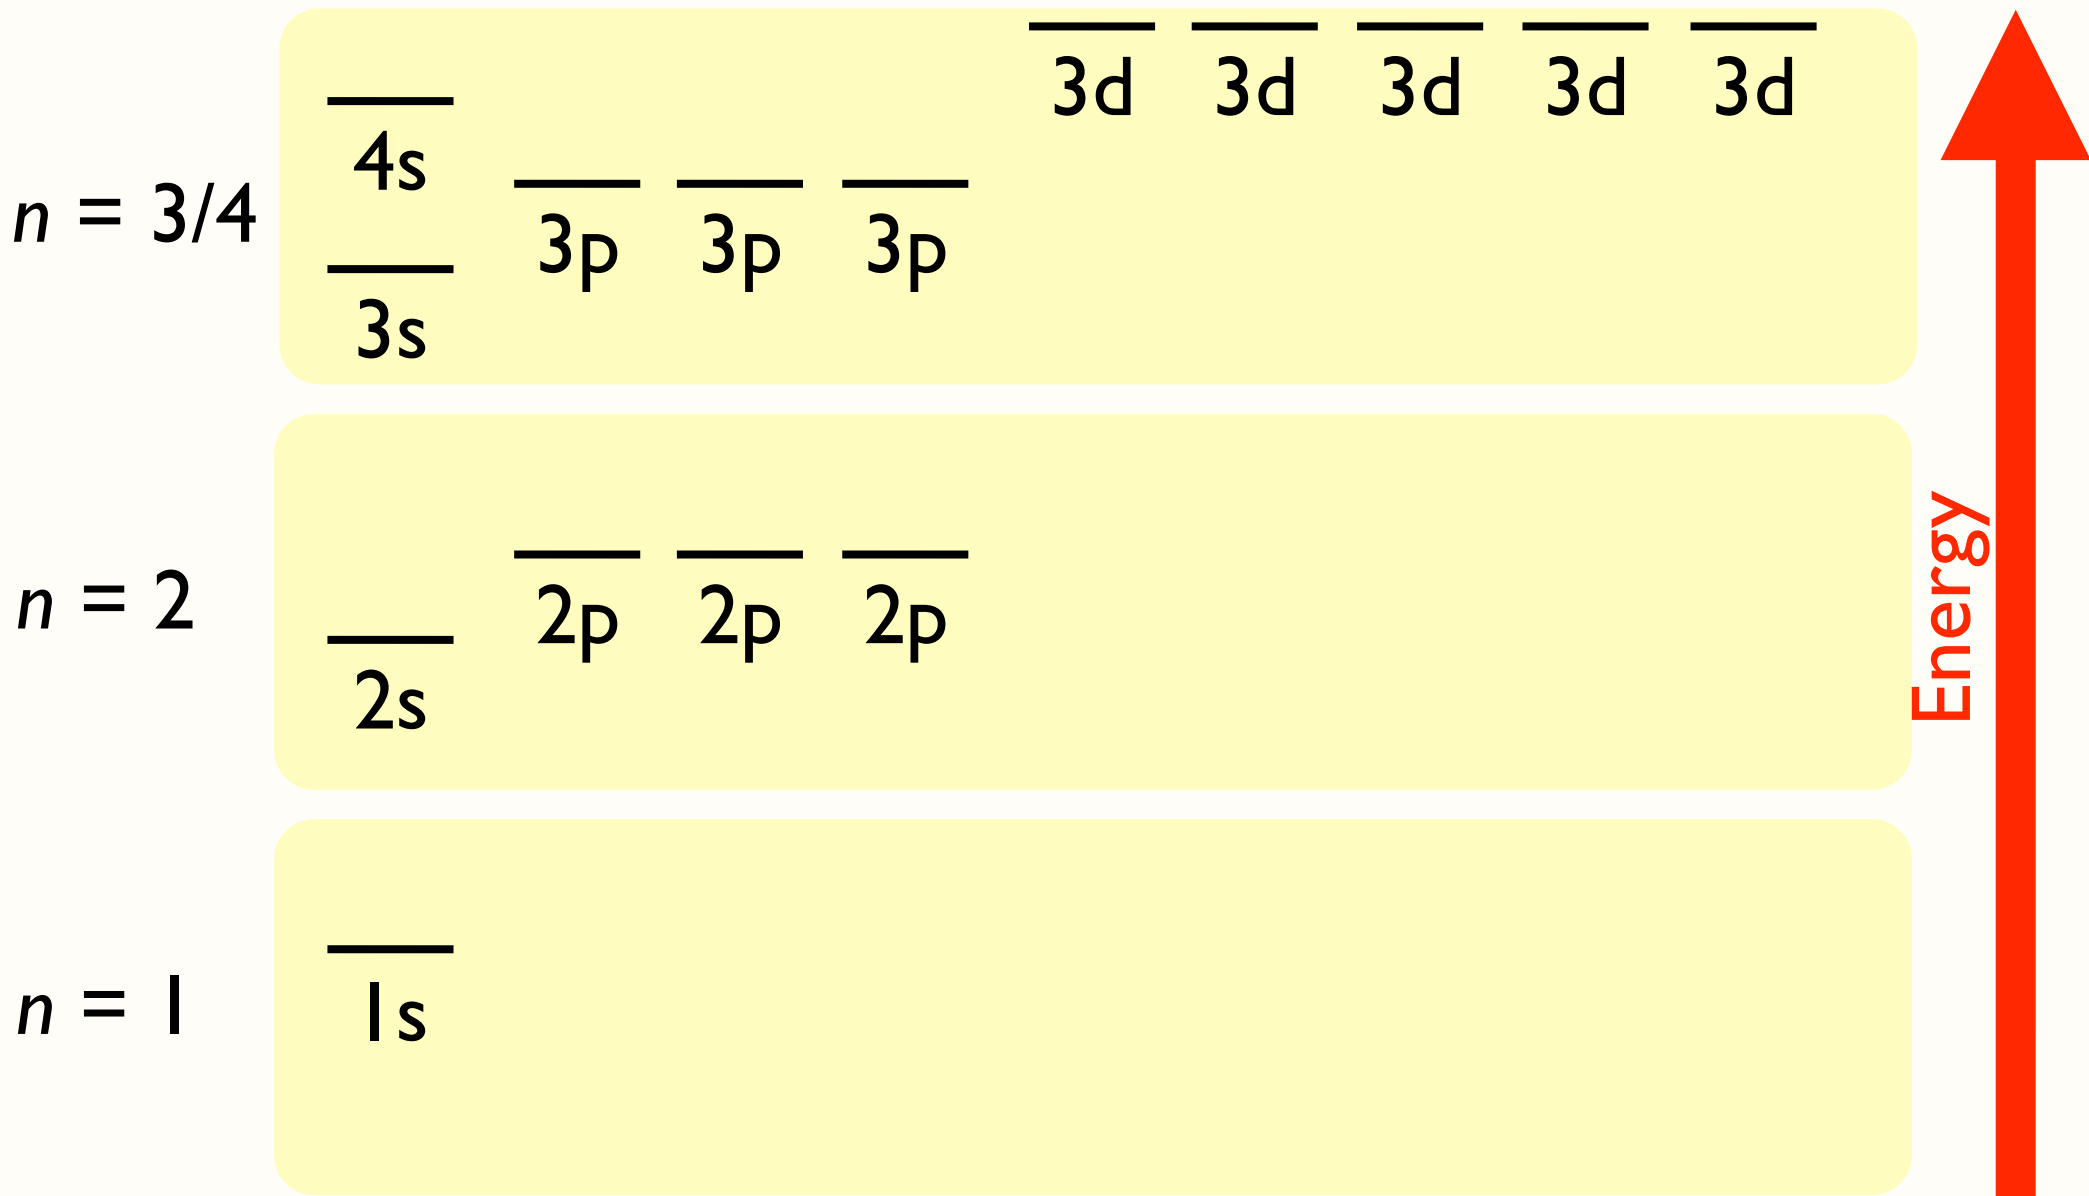 3d 3d 3d 3d 3d
4s
n = 3/4
3p 3p 3p
3s
Energy
n = 2
2p 2p 2p
2s
n = 1
1s